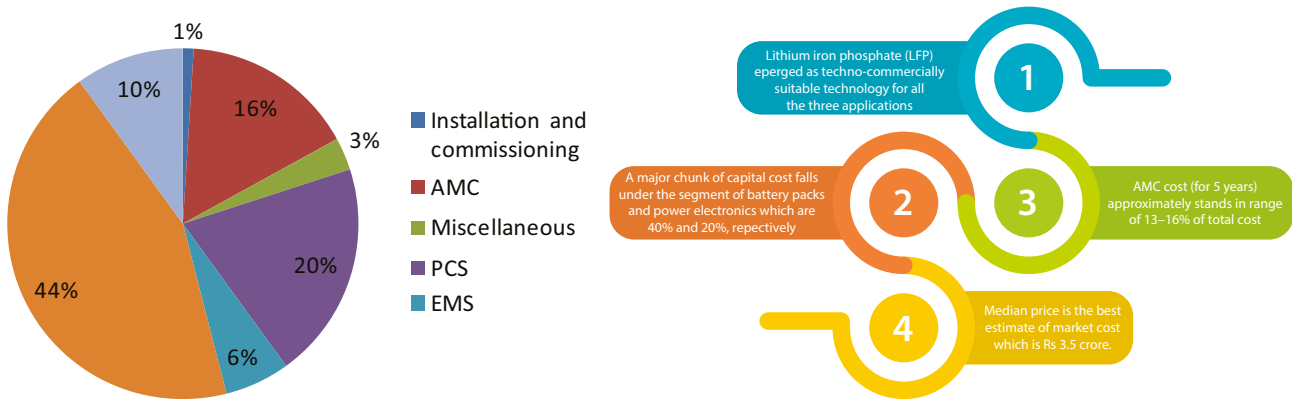 1%
16%
3%
20%
6%
44%
10%
Installation and
commissioning
AMC
Miscellaneous
PCS
EMS
Lithium iron phosphate (LFP)
eperged as techno-commercially
suitable technology for all
the three applications
1
A major chunk of capital cost falls
under the segment of battery packs
and power electronics which are
40% and 20%, repectively
2
3
AMC cost (for 5 years)
approximately stands in range
of 13–16% of total cost
4
Median price is the best
estimate of market cost
which is Rs 3.5 crore.